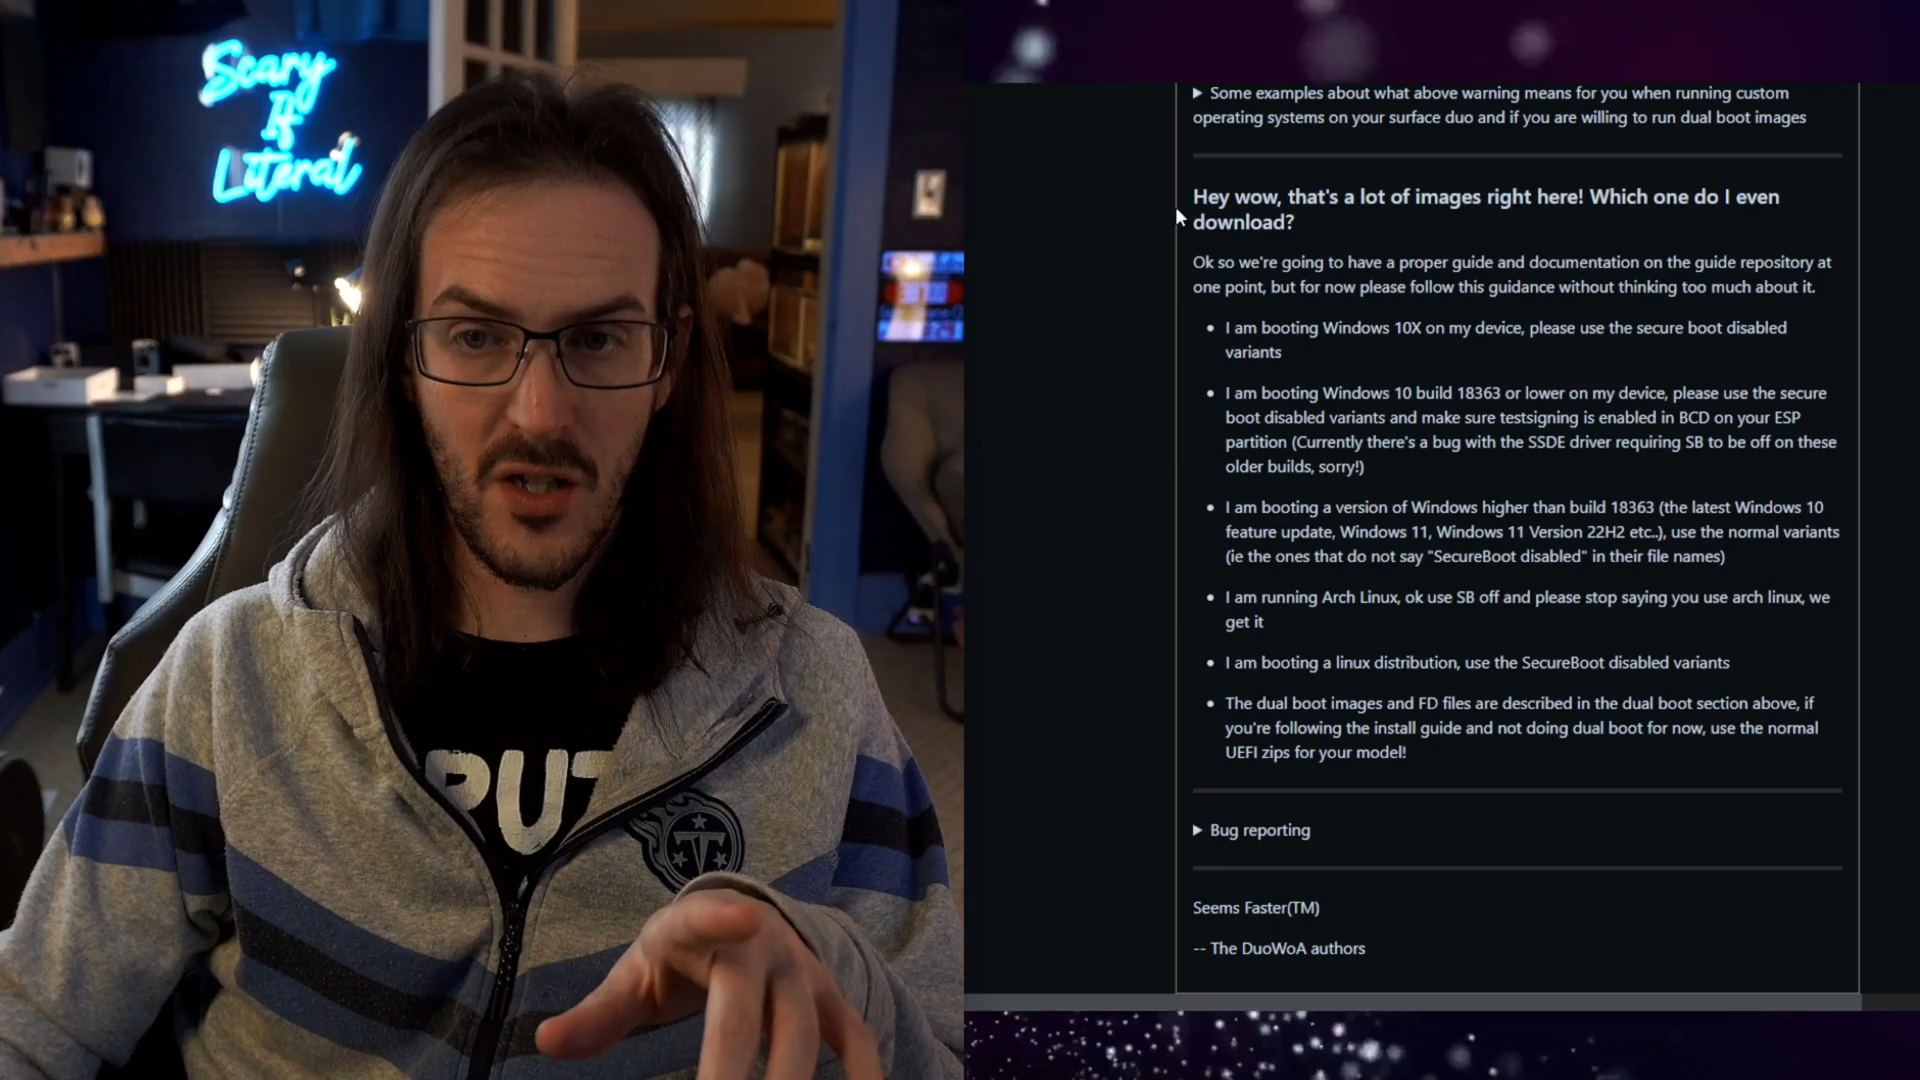 Scary
It
Literal
RUT
T
▶ Some examples about what above warning means for you when running custom
operating systems on your surface duo and if you are willing to run dual boot images
Hey wow, that's a lot of images right here! Which one do I even
download?
Ok so we're going to have a proper guide and documentation on the guide repository at
one point, but for now please follow this guidance without thinking too much about it.
• I am booting Windows 10X on my device, please use the secure boot disabled
variants
• I am booting Windows 10 build 18363 or lower on my device, please use the secure
boot disabled variants and make sure testsigning is enabled in BCD on your ESP
partition (Currently there's a bug with the SSDE driver requiring SB to be off on these
older builds, sorry!)
• I am booting a version of Windows higher than build 18363 (the latest Windows 10
feature update, Windows 11, Windows 11 Version 22H2 etc..), use the normal variants
(ie the ones that do not say "SecureBoot disabled" in their file names)
• I am running Arch Linux, ok use SB off and please stop saying you use arch linux, we
get it
• I am booting a linux distribution, use the SecureBoot disabled variants
• The dual boot images and FD files are described in the dual boot section above, if
you're following the install guide and not doing dual boot for now, use the normal
UEFI zips for your model!
▶ Bug reporting
Seems Faster(TM)
-- The DuoWoA authors